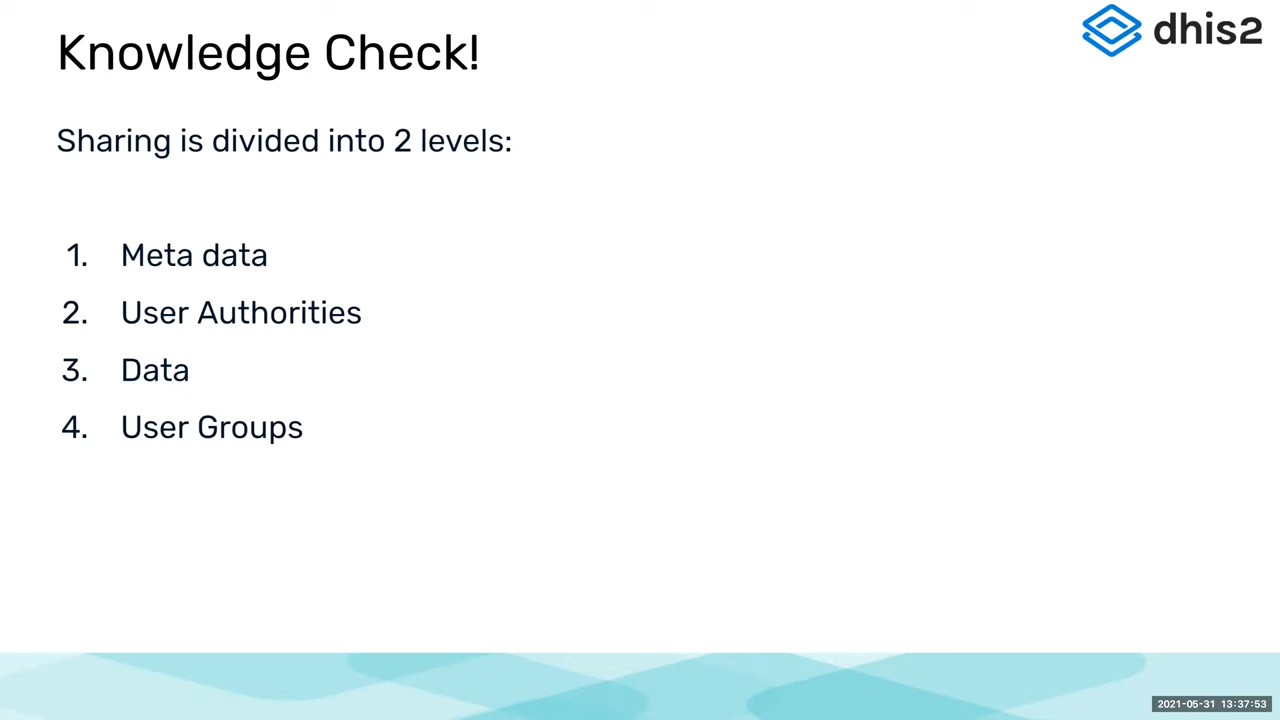 Knowledge Check!
dhis2
Sharing is divided into 2 levels:
1. Meta data
2. User Authorities
3. Data
4. User Groups
2021-05-31 13:37:53